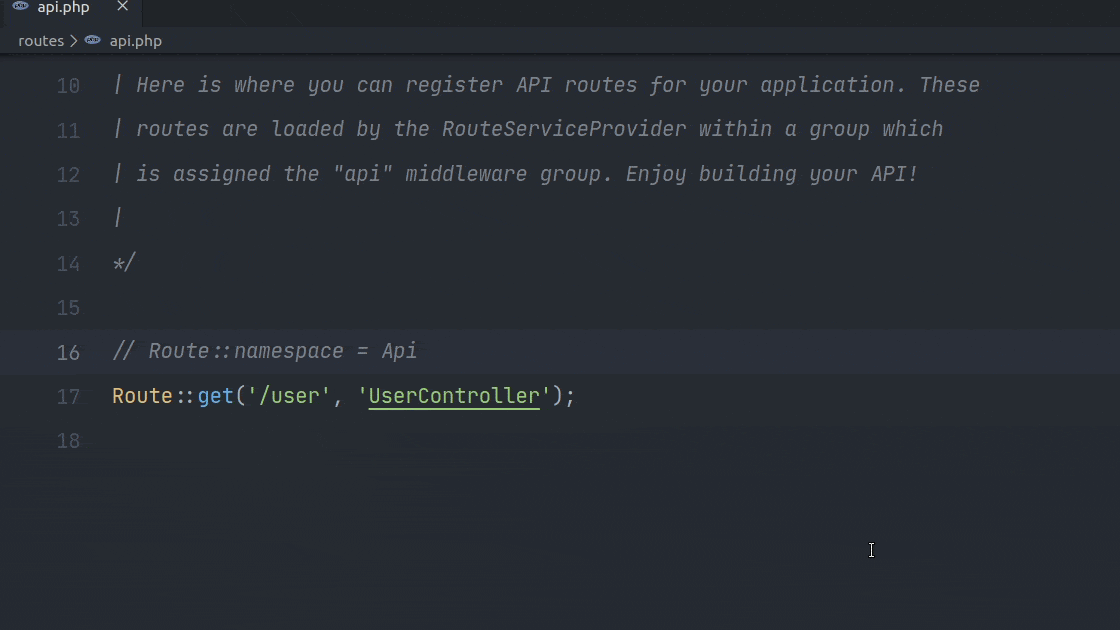 api.php
routes > api.php
10 | Here is where you can register API routes for your application. These
11 | routes are loaded by the RouteServiceProvider within a group which
12 | is assigned the "api" middleware group. Enjoy building your API!
13 |
14 */
15
16 // Route::namespace = Api
17 Route::get('/user', 'UserController');
18